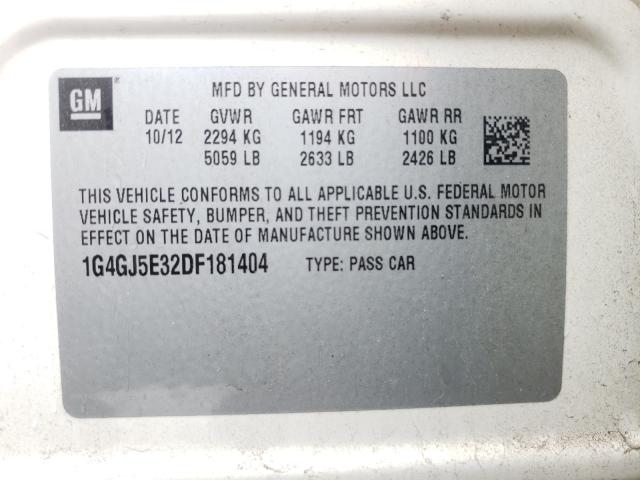 GM
MFD BY GENERAL MOTORS LLC
DATE GVWR GAWR FRT GAWR RR
10/12 2294 KG 1194 KG 1100 KG
5059 LB 2633 LB 2426 LB
THIS VEHICLE CONFORMS TO ALL APPLICABLE U.S. FEDERAL MOTOR
VEHICLE SAFETY, BUMPER, AND THEFT PREVENTION STANDARDS IN
EFFECT ON THE DATE OF MANUFACTURE SHOWN ABOVE.
1G4GJ5E32DF181404 TYPE: PASS CAR